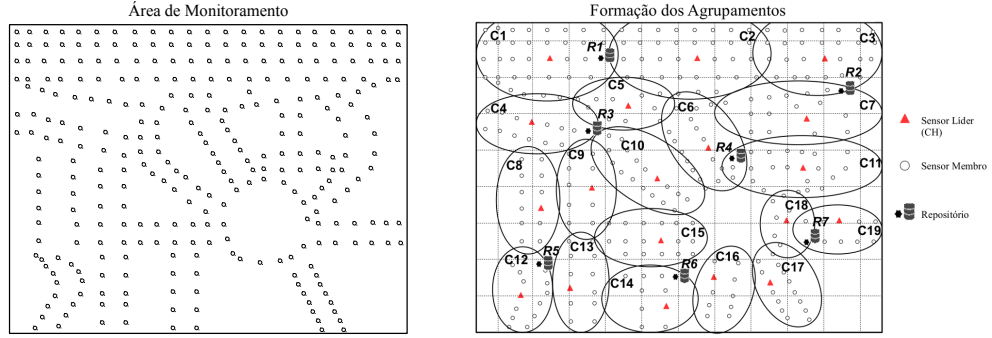 Área de Monitoramento
Formação dos Agrupamentos
C1
R1
C2
C3
R2
C5
C6
C7
C4
R3
Sensor Líder
(CH)
C8
C9
C10
R4
C11
Sensor Membro
C18
R7
C19
Repositório
C15
C12
R5
C13
R6
C16
C17
C14